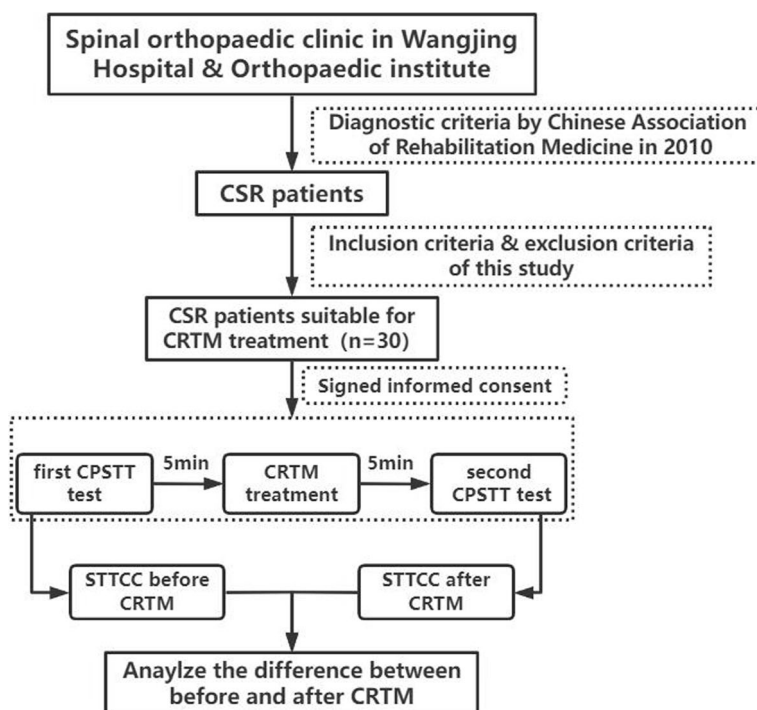 Spinal orthopaedic clinic in Wangjing
Hospital & Orthopaedic institute
Diagnostic criteria by Chinese Association
of Rehabilitation Medicine in 2010
CSR patients
Inclusion criteria & exclusion criteria
of this study
CSR patients suitable for
CRTM treatment (n=30)
Signed informed consent
first CPSTT
test
5min
CRTM
treatment
5min
second
CPSTT test
STTCC before
CRTM
STTCC after
CRTM
Anaylze the difference between
before and after CRTM